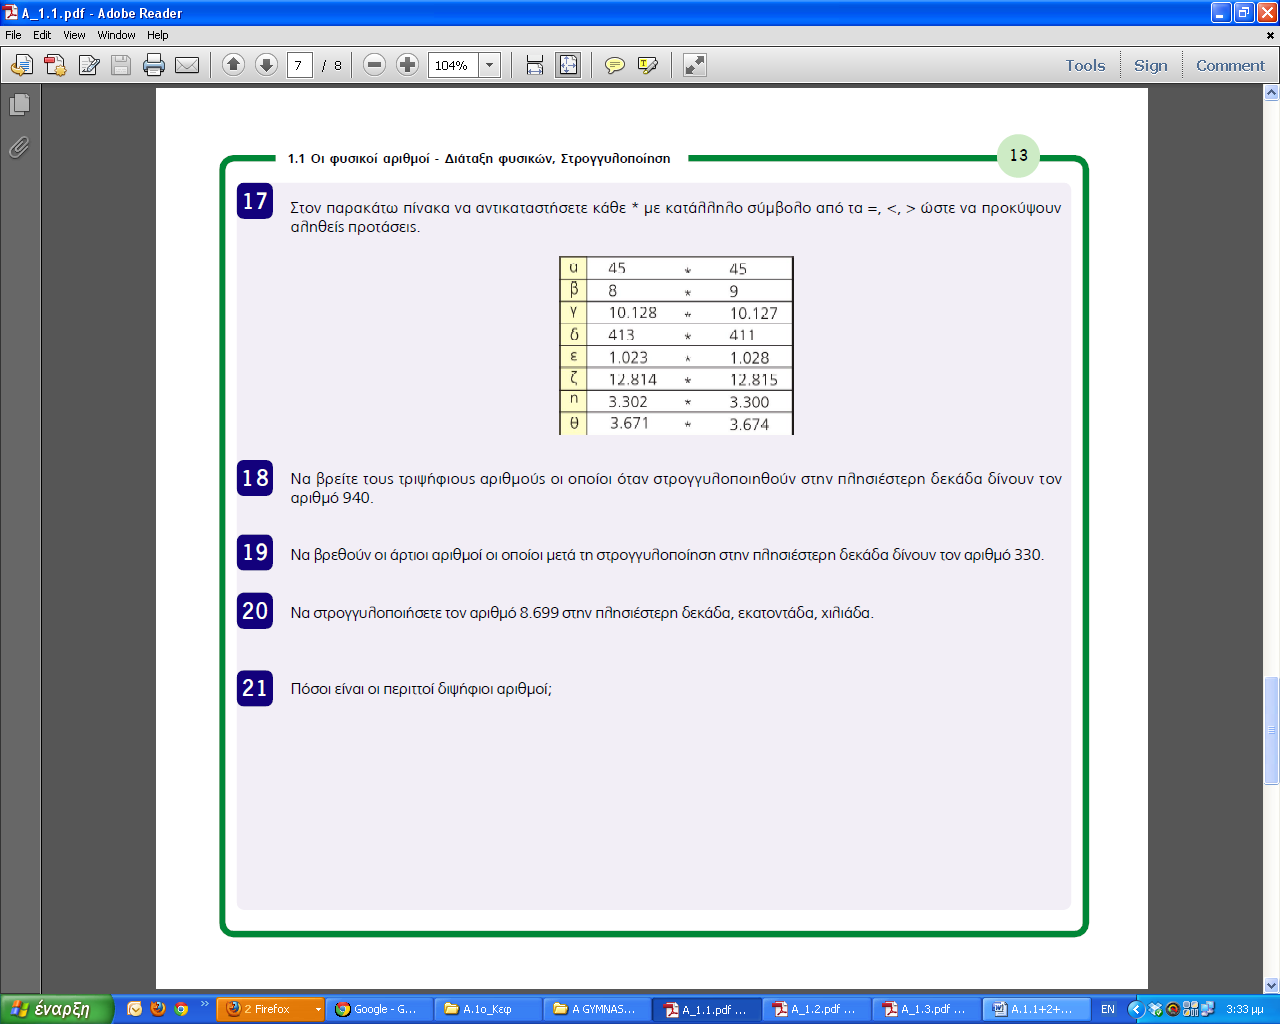 A_1.1.pdf - Adobe Reader
File Edit View Window Help
7 / 8 104% Tools Sign Comment
1.1 Οι φυσικοί αριθμοί - Διάταξη φυσικών, Στρογγυλοποίηση 13
17 Στον παρακάτω πίνακα να αντικαταστήσετε κάθε * με κατάλληλο σύμβολο από τα =, <, > ώστε να προκύψουν
αληθείς προτάσεις.
α 45 * 45
β 8 * 9
γ 10.128 * 10.127
δ 413 * 411
ε 1.023 * 1.028
ζ 12.814 * 12.815
η 3.302 * 3.300
θ 3.671 * 3.674
18 Να βρείτε τους τριψήφιους αριθμούς οι οποίοι όταν στρογγυλοποιηθούν στην πλησιέστερη δεκάδα δίνουν τον
αριθμό 940.
19 Να βρεθούν οι άρτιοι αριθμοί οι οποίοι μετά τη στρογγυλοποίηση στην πλησιέστερη δεκάδα δίνουν τον αριθμό 330.
20 Να στρογγυλοποιήσετε τον αριθμό 8.699 στην πλησιέστερη δεκάδα, εκατοντάδα, χιλιάδα.
21 Πόσοι είναι οι περιττοί διψήφιοι αριθμοί;
έναρξη 2 Firefox Google - G... A.1ο_Κεφ A GYMNAS... A_1.1.pdf ... A_1.2.pdf ... A_1.3.pdf ... A.1.1+2+... EN 3:33 μμ